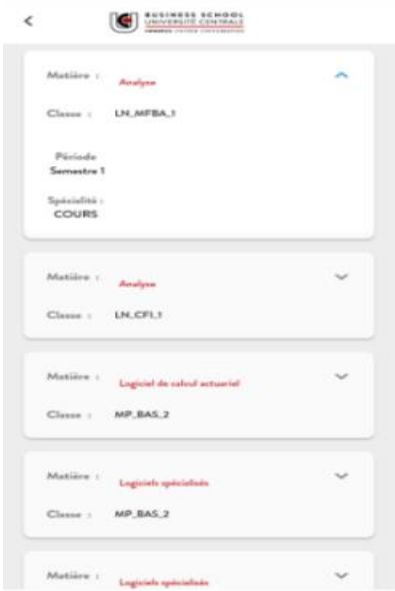 BUSINESS SCHOOL
UNIVERSITÉ CENTRALE
Matière : Analyse
Classe : LN_MFBA_1
Période
Semestre 1
Spécialité :
COURS
Matière : Analyse
Classe : LN_CFI_1
Matière : Logiciel de calcul actuariel
Classe : MP_BAS_2
Matière : Logiciels spécialisés
Classe : MP_BAS_2
Matière : Logiciels spécialisés